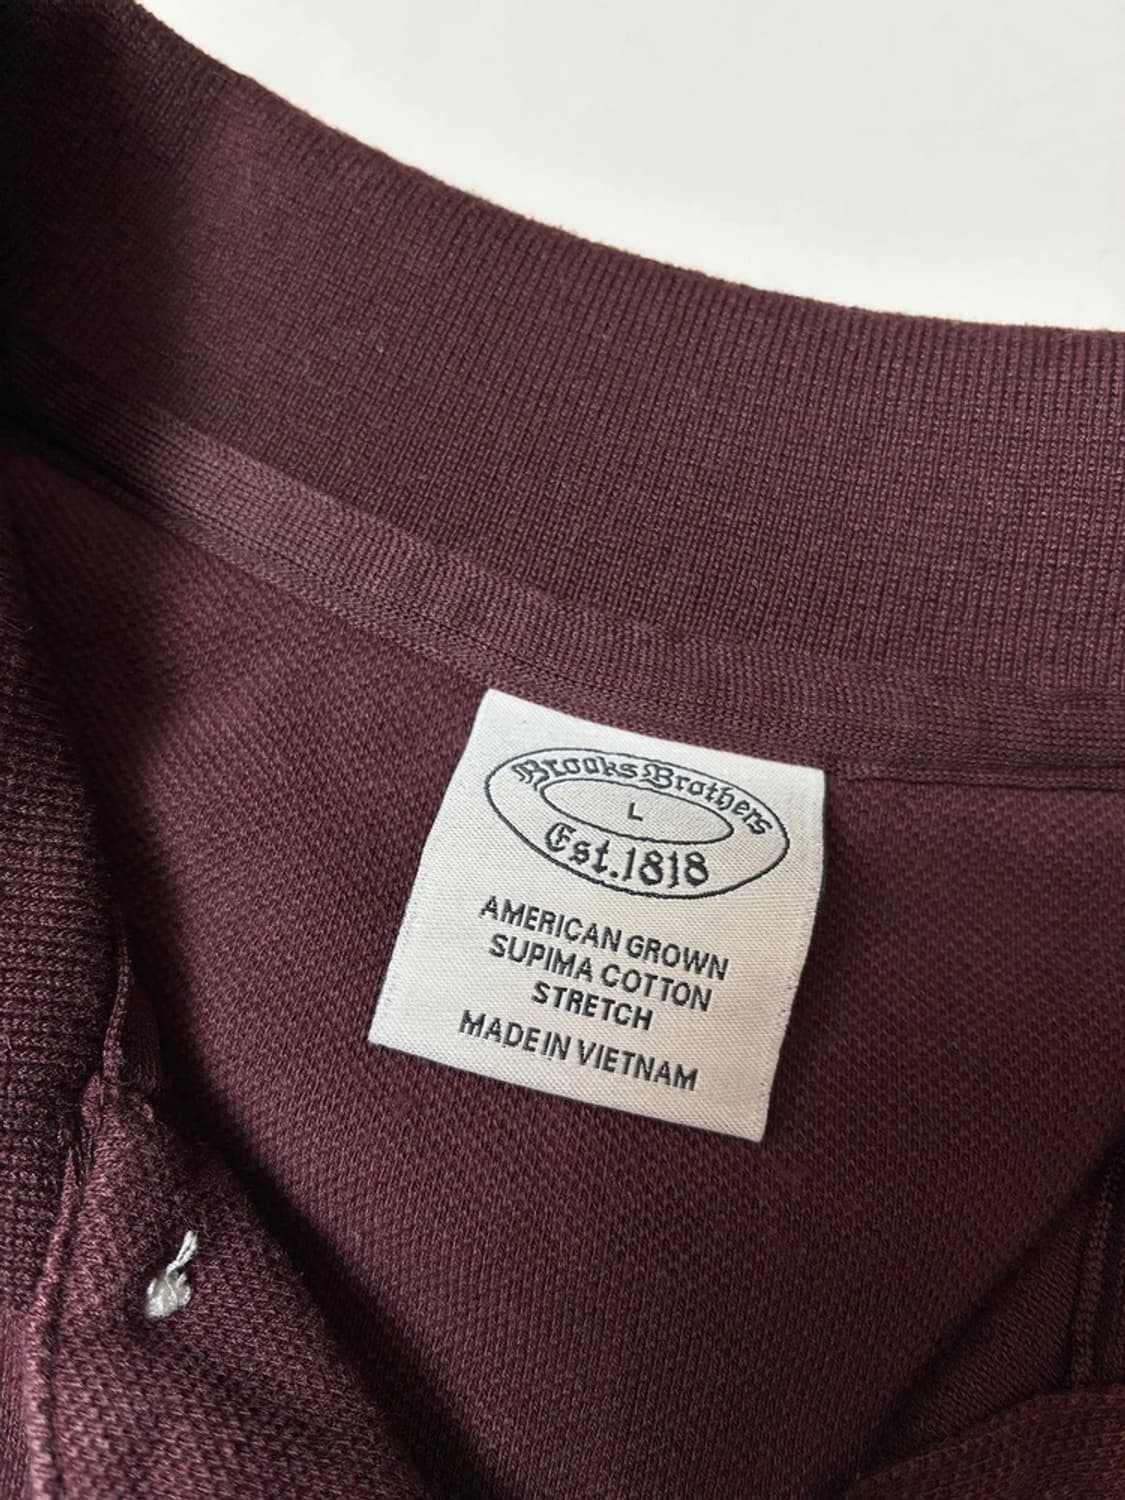 Brooks Brothers
L
Est. 1818
AMERICAN GROWN
SUPIMA COTTON
STRETCH
MADE IN VIETNAM